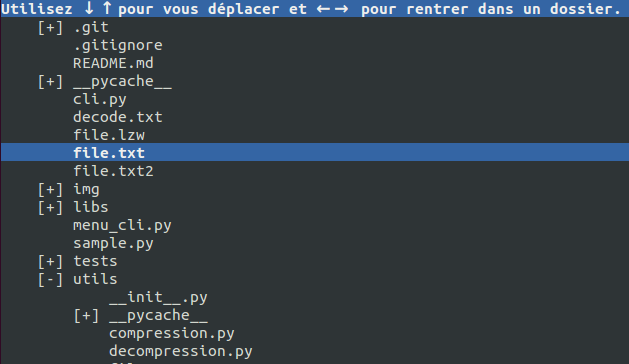 Utilisez ↓↑pour vous déplacer et ←→ pour rentrer dans un dossier.
[+] .git
.gitignore
README.md
[+] __pycache__
cli.py
decode.txt
file.lzw
file.txt
file.txt2
[+] img
[+] libs
menu_cli.py
sample.py
[+] tests
[-] utils
__init__.py
[+] __pycache__
compression.py
decompression.py